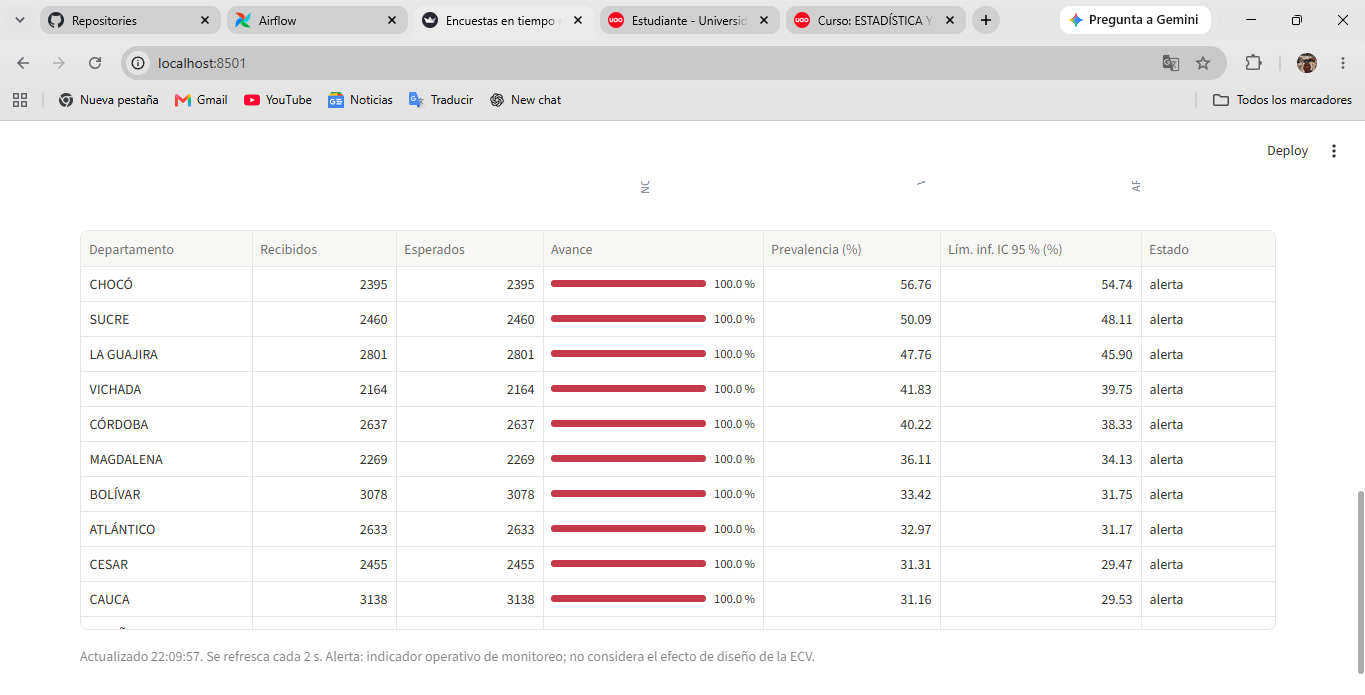 Repositories
Airflow
Encuestas en tiempo
Estudiante - Universid
Curso: ESTADÍSTICA Y
Pregunta a Gemini
localhost:8501
Nueva pestaña
Gmail
YouTube
Noticias
Traducir
New chat
Todos los marcadores
Deploy
Departamento Recibidos Esperados Avance Prevalencia (%) Lím. inf. IC 95 % (%) Estado
CHOCÓ 2395 2395 100.0 % 56.76 54.74 alerta
SUCRE 2460 2460 100.0 % 50.09 48.11 alerta
LA GUAJIRA 2801 2801 100.0 % 47.76 45.90 alerta
VICHADA 2164 2164 100.0 % 41.83 39.75 alerta
CÓRDOBA 2637 2637 100.0 % 40.22 38.33 alerta
MAGDALENA 2269 2269 100.0 % 36.11 34.13 alerta
BOLÍVAR 3078 3078 100.0 % 33.42 31.75 alerta
ATLÁNTICO 2633 2633 100.0 % 32.97 31.17 alerta
CESAR 2455 2455 100.0 % 31.31 29.47 alerta
CAUCA 3138 3138 100.0 % 31.16 29.53 alerta
Actualizado 22:09:57. Se refresca cada 2 s. Alerta: indicador operativo de monitoreo; no considera el efecto de diseño de la ECV.